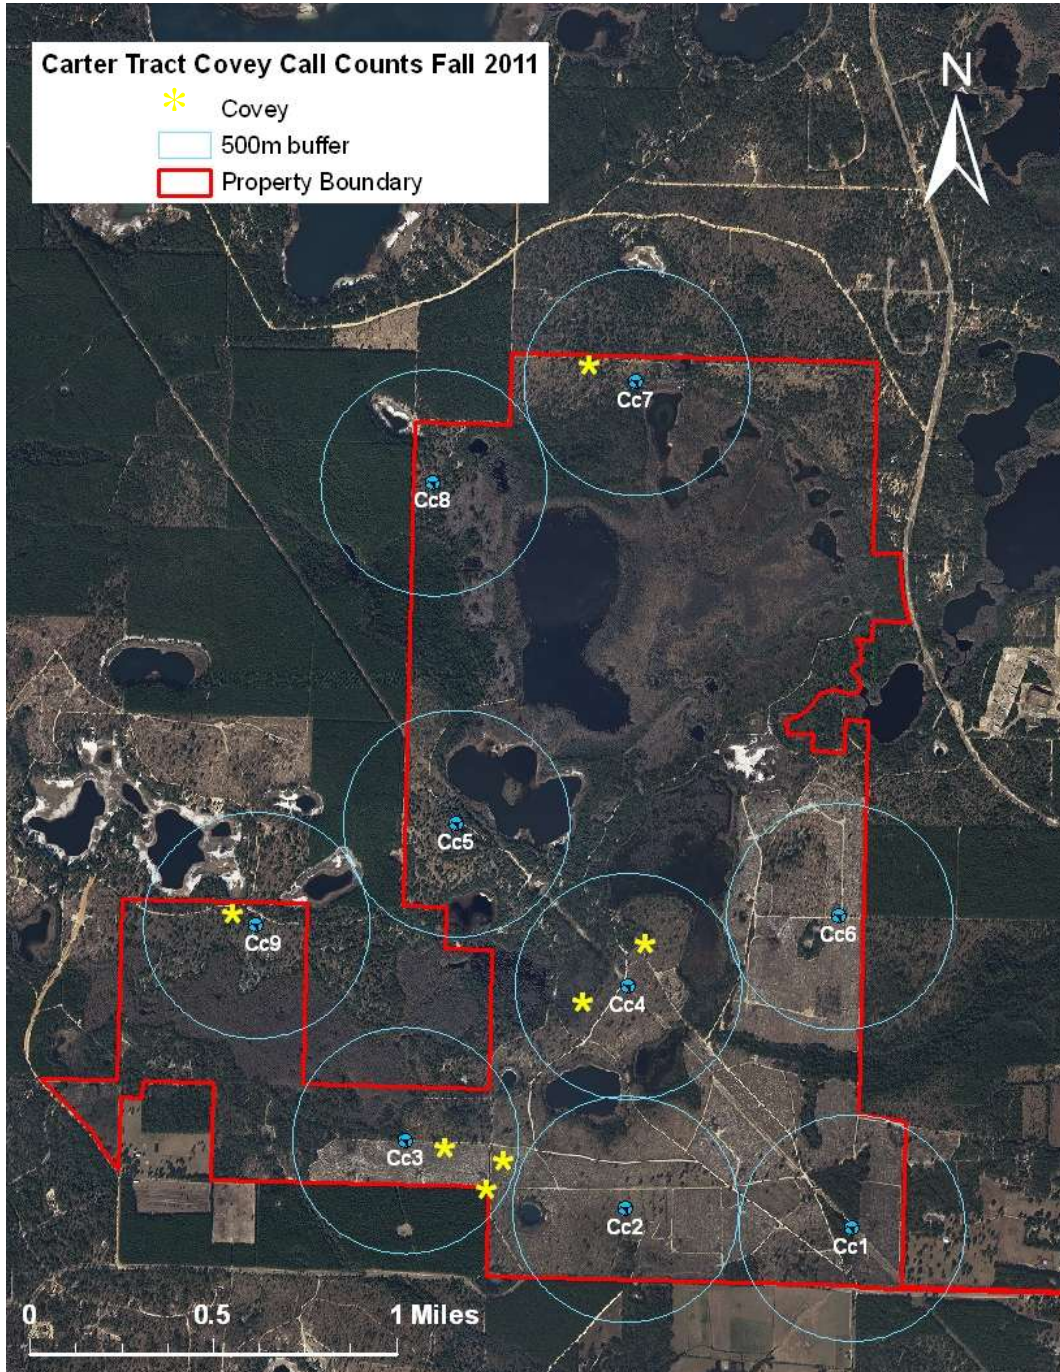 Carter Tract Covey Call Counts Fall 2011
Covey
500m buffer
Property Boundary
N
Cc7
Cc8
Cc5
Cc6
Cc9
Cc4
Cc3
Cc2
Cc1
0 0.5 1 Miles